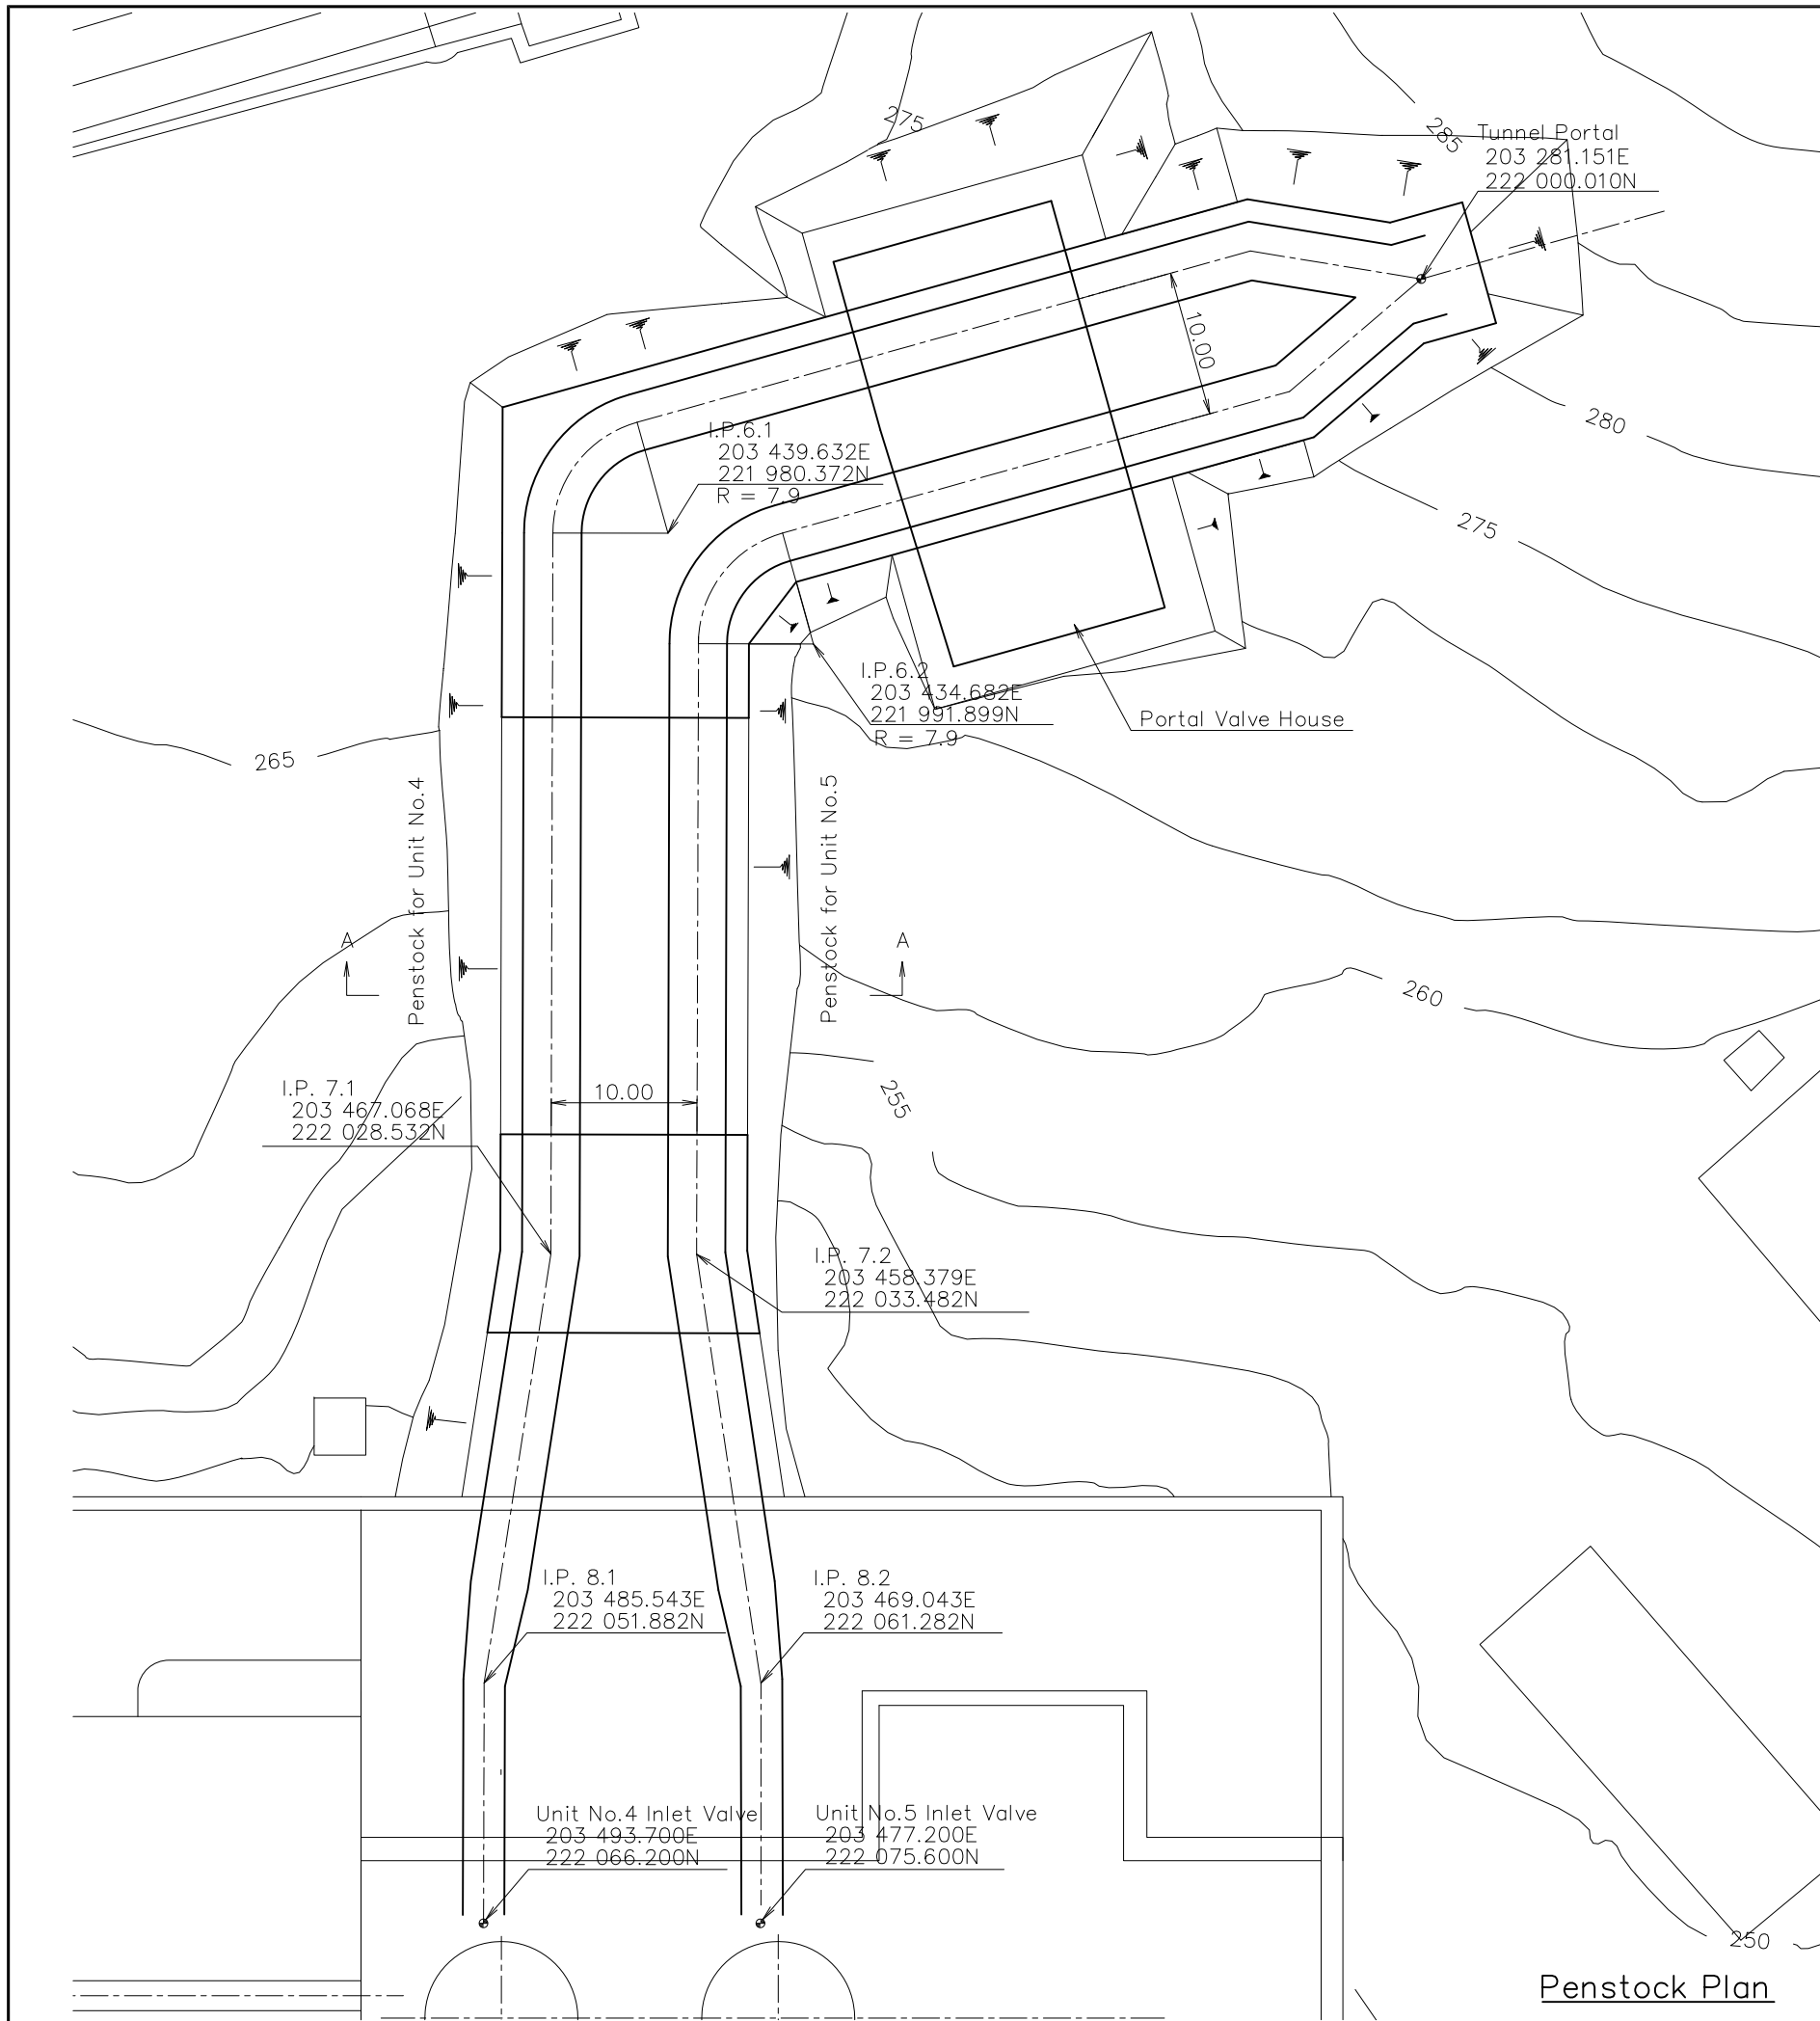 275
285
Tunnel Portal
203 281.151E
222 000.010N
10.00
280
I.P.6.1
203 439.632E
221 980.372N
R = 7.9
275
I.P.6.2
203 434.682E
221 991.899N
R = 7.9
Portal Valve House
265
Penstock for Unit No.4
Penstock for Unit No.5
A
A
260
255
10.00
I.P. 7.1
203 467.068E
222 028.532N
I.P. 7.2
203 458.379E
222 033.482N
I.P. 8.1
203 485.543E
222 051.882N
I.P. 8.2
203 469.043E
222 061.282N
Unit No.4 Inlet Valve
203 493.700E
222 066.200N
Unit No.5 Inlet Valve
203 477.200E
222 075.600N
250
Penstock Plan